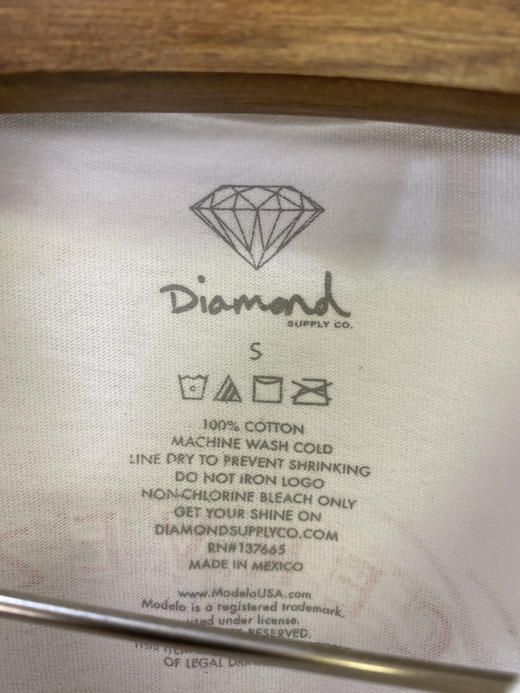 Diamond
SUPPLY CO.
S
C
100% COTTON
MACHINE WASH COLD
LINE DRY TO PREVENT SHRINKING
DO NOT IRON LOGO
NON-CHLORINE BLEACH ONLY
GET YOUR SHINE ON
DIAMONDSUPPLYCO.COM
RN#137665
MADE IN MEXICO
www.ModeloUSA.com
Modelo is a registered trademark,
used under license.
RESERVED.
OF LEGAL